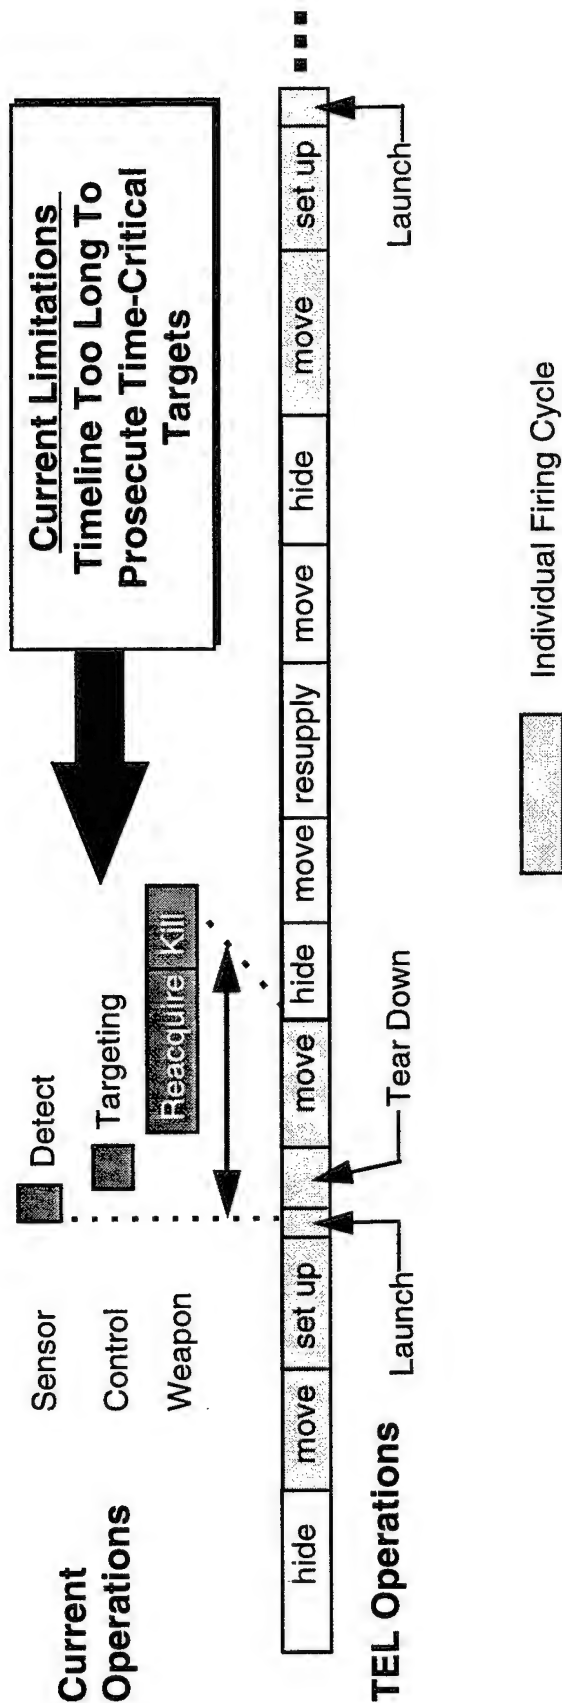 Current Limitations
Timeline Too Long To
Prosecute Time-Critical
Targets
Current
Operations
Sensor
Detect
Control
Targeting
Weapon
Reacquire Kill
hide move set up move hide move resupply move hide move set up
Launch
Tear Down
Launch
TEL Operations
Individual Firing Cycle